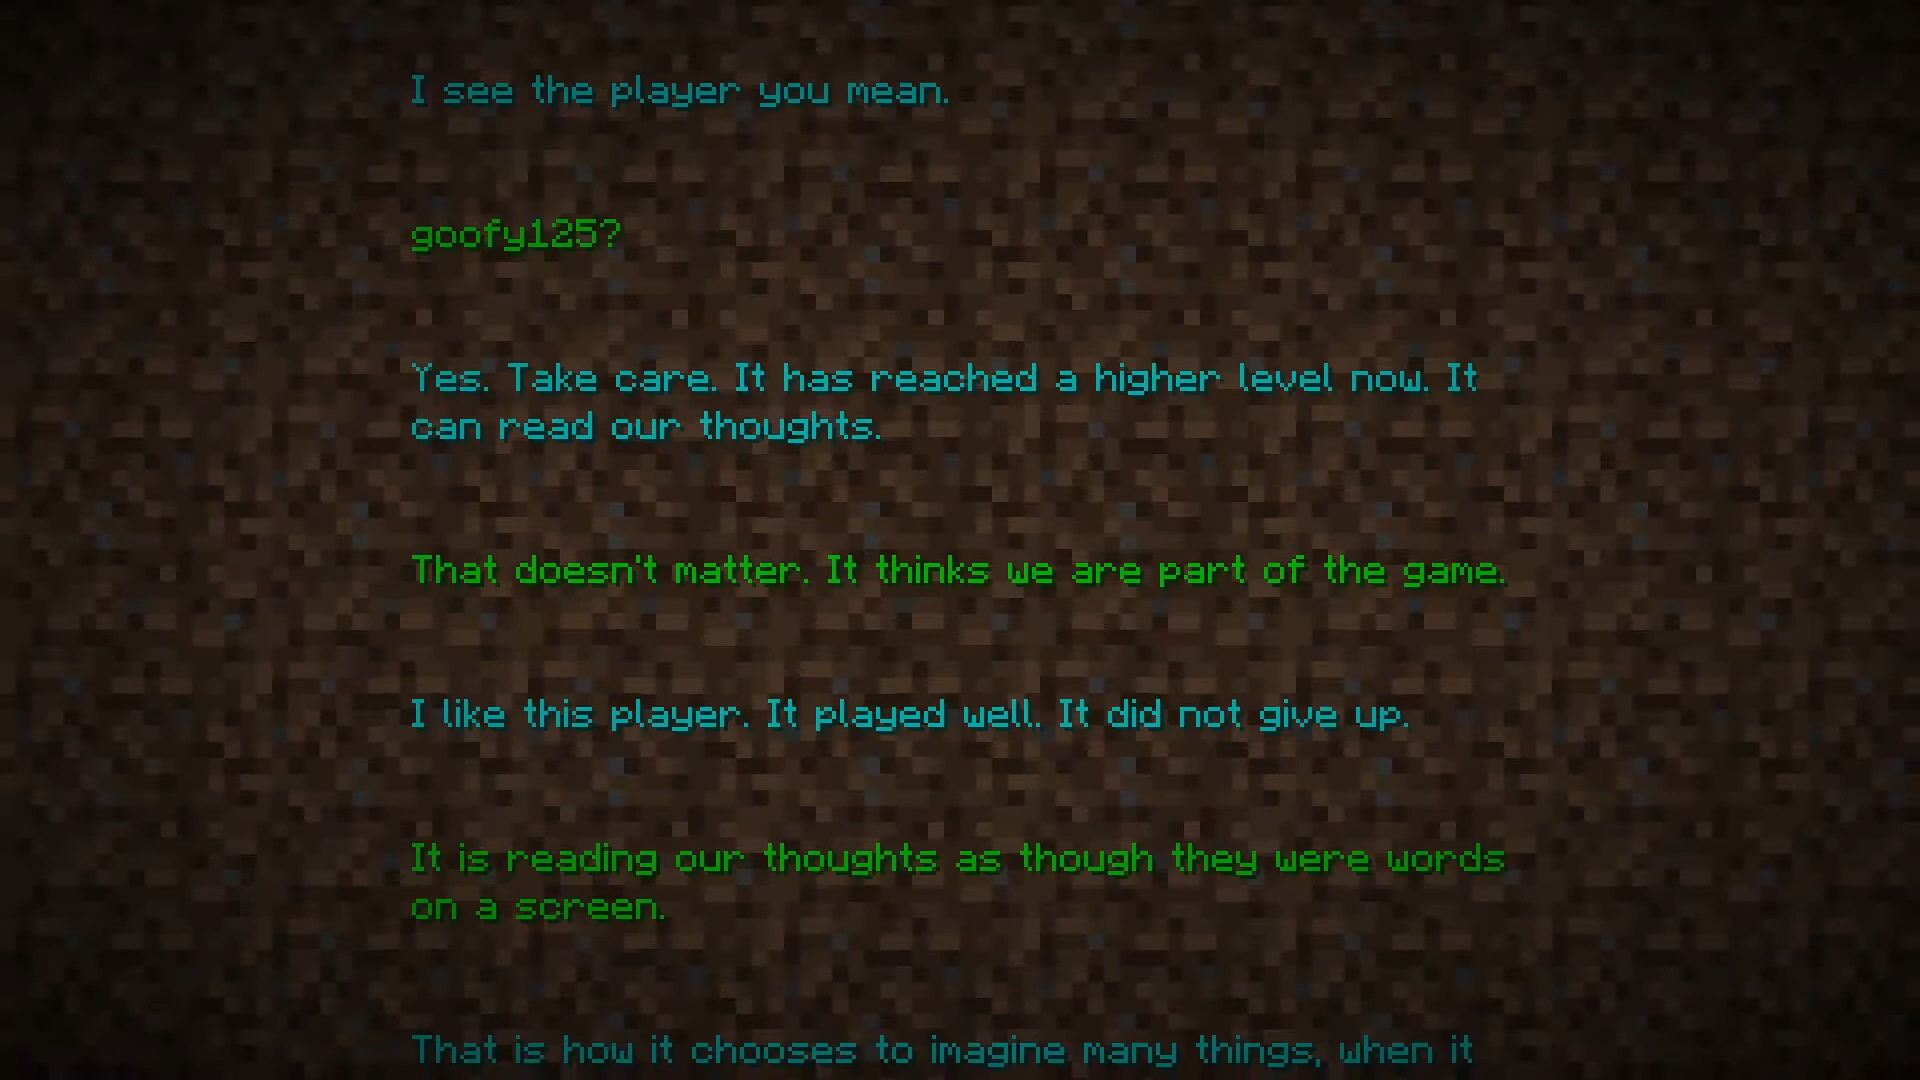 I see the player you mean.
goofy125?
Yes. Take care. It has reached a higher level now. It
can read our thoughts.
That doesn't matter. It thinks we are part of the game.
I like this player. It played well. It did not give up.
It is reading our thoughts as though they were words
on a screen.
That is how it chooses to imagine many things, when it